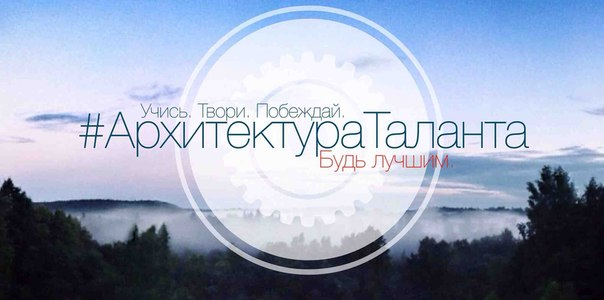 Учись. Твори. Побеждай.
#АрхитектураТаланта
Будь лучшим